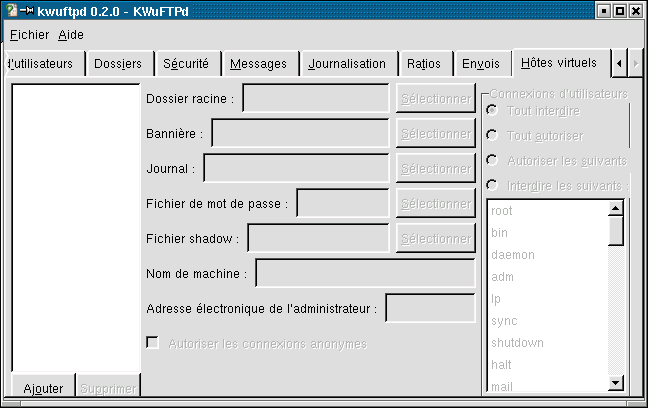 kwuftpd 0.2.0 - KWuFTPd
Fichier Aide
d'utilisateurs Dossiers Sécurité Messages Journalisation Ratios Envois Hôtes virtuels
Dossier racine : Sélectionner
Bannière : Sélectionner
Journal : Sélectionner
Fichier de mot de passe : Sélectionner
Fichier shadow : Sélectionner
Nom de machine :
Adresse électronique de l'administrateur :
Autoriser les connexions anonymes
Ajouter Supprimer
Connexions d'utilisateurs
Tout interdire
Tout autoriser
Autoriser les suivants
Interdire les suivants :
root
bin
daemon
adm
lp
sync
shutdown
halt
mail